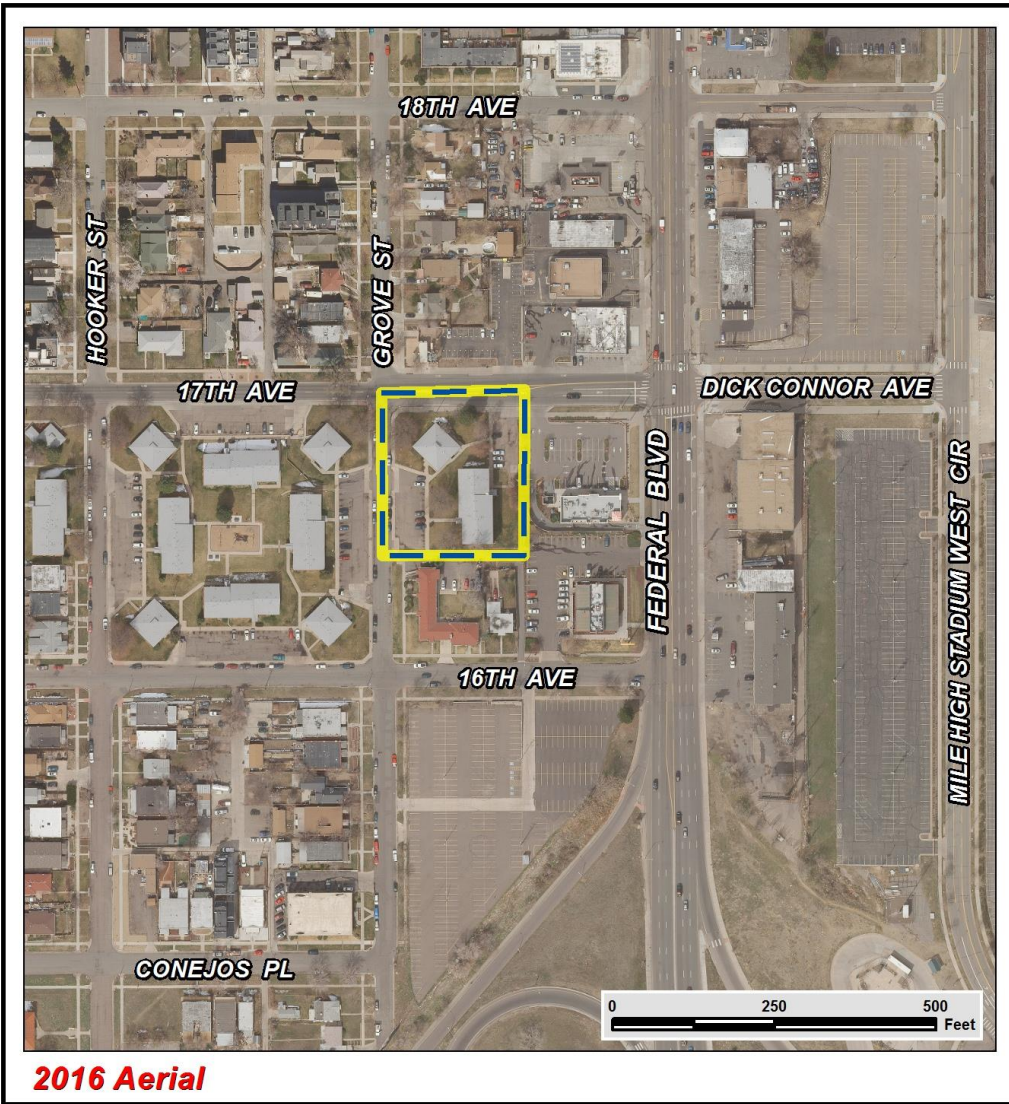 18TH AVE
HOOKER ST
GROVE ST
17TH AVE
DICK CONNOR AVE
FEDERAL BLVD
MILE HIGH STADIUM WEST CIR
16TH AVE
CONEJOS PL
0 250 500
Feet
2016 Aerial